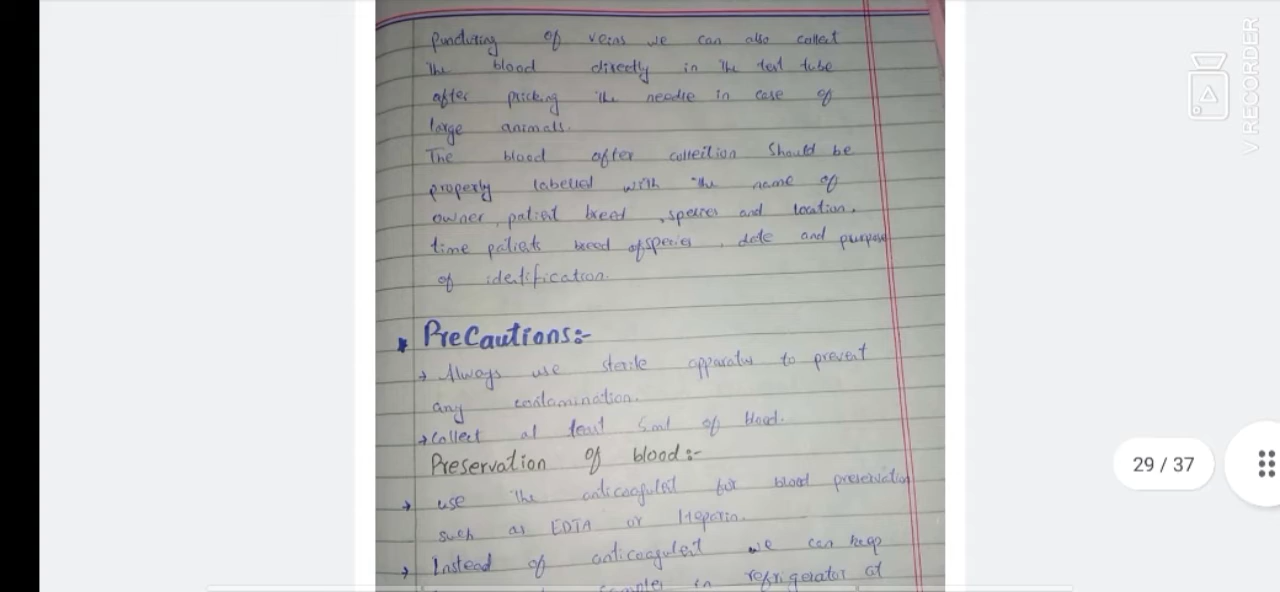 Puncturing of veins we can also collect
the blood directly in the test tube
after pricking the needle in case of
large animals.
The blood after collection Should be
properly labelled with the name of
owner, patient breed, species and location,
time patients breed of species, date and purpose
of identification.
* PreCautions:-
→ Always use sterile apparatus to prevent
any contamination.
→ Collect at least 5ml of blood.
Preservation of blood:-
→ use the anticoagulant for blood preservation
such as EDTA or Heparin.
→ Instead of anticoagulant we can keep
in refrigerator at
29 / 37
V RECORDER